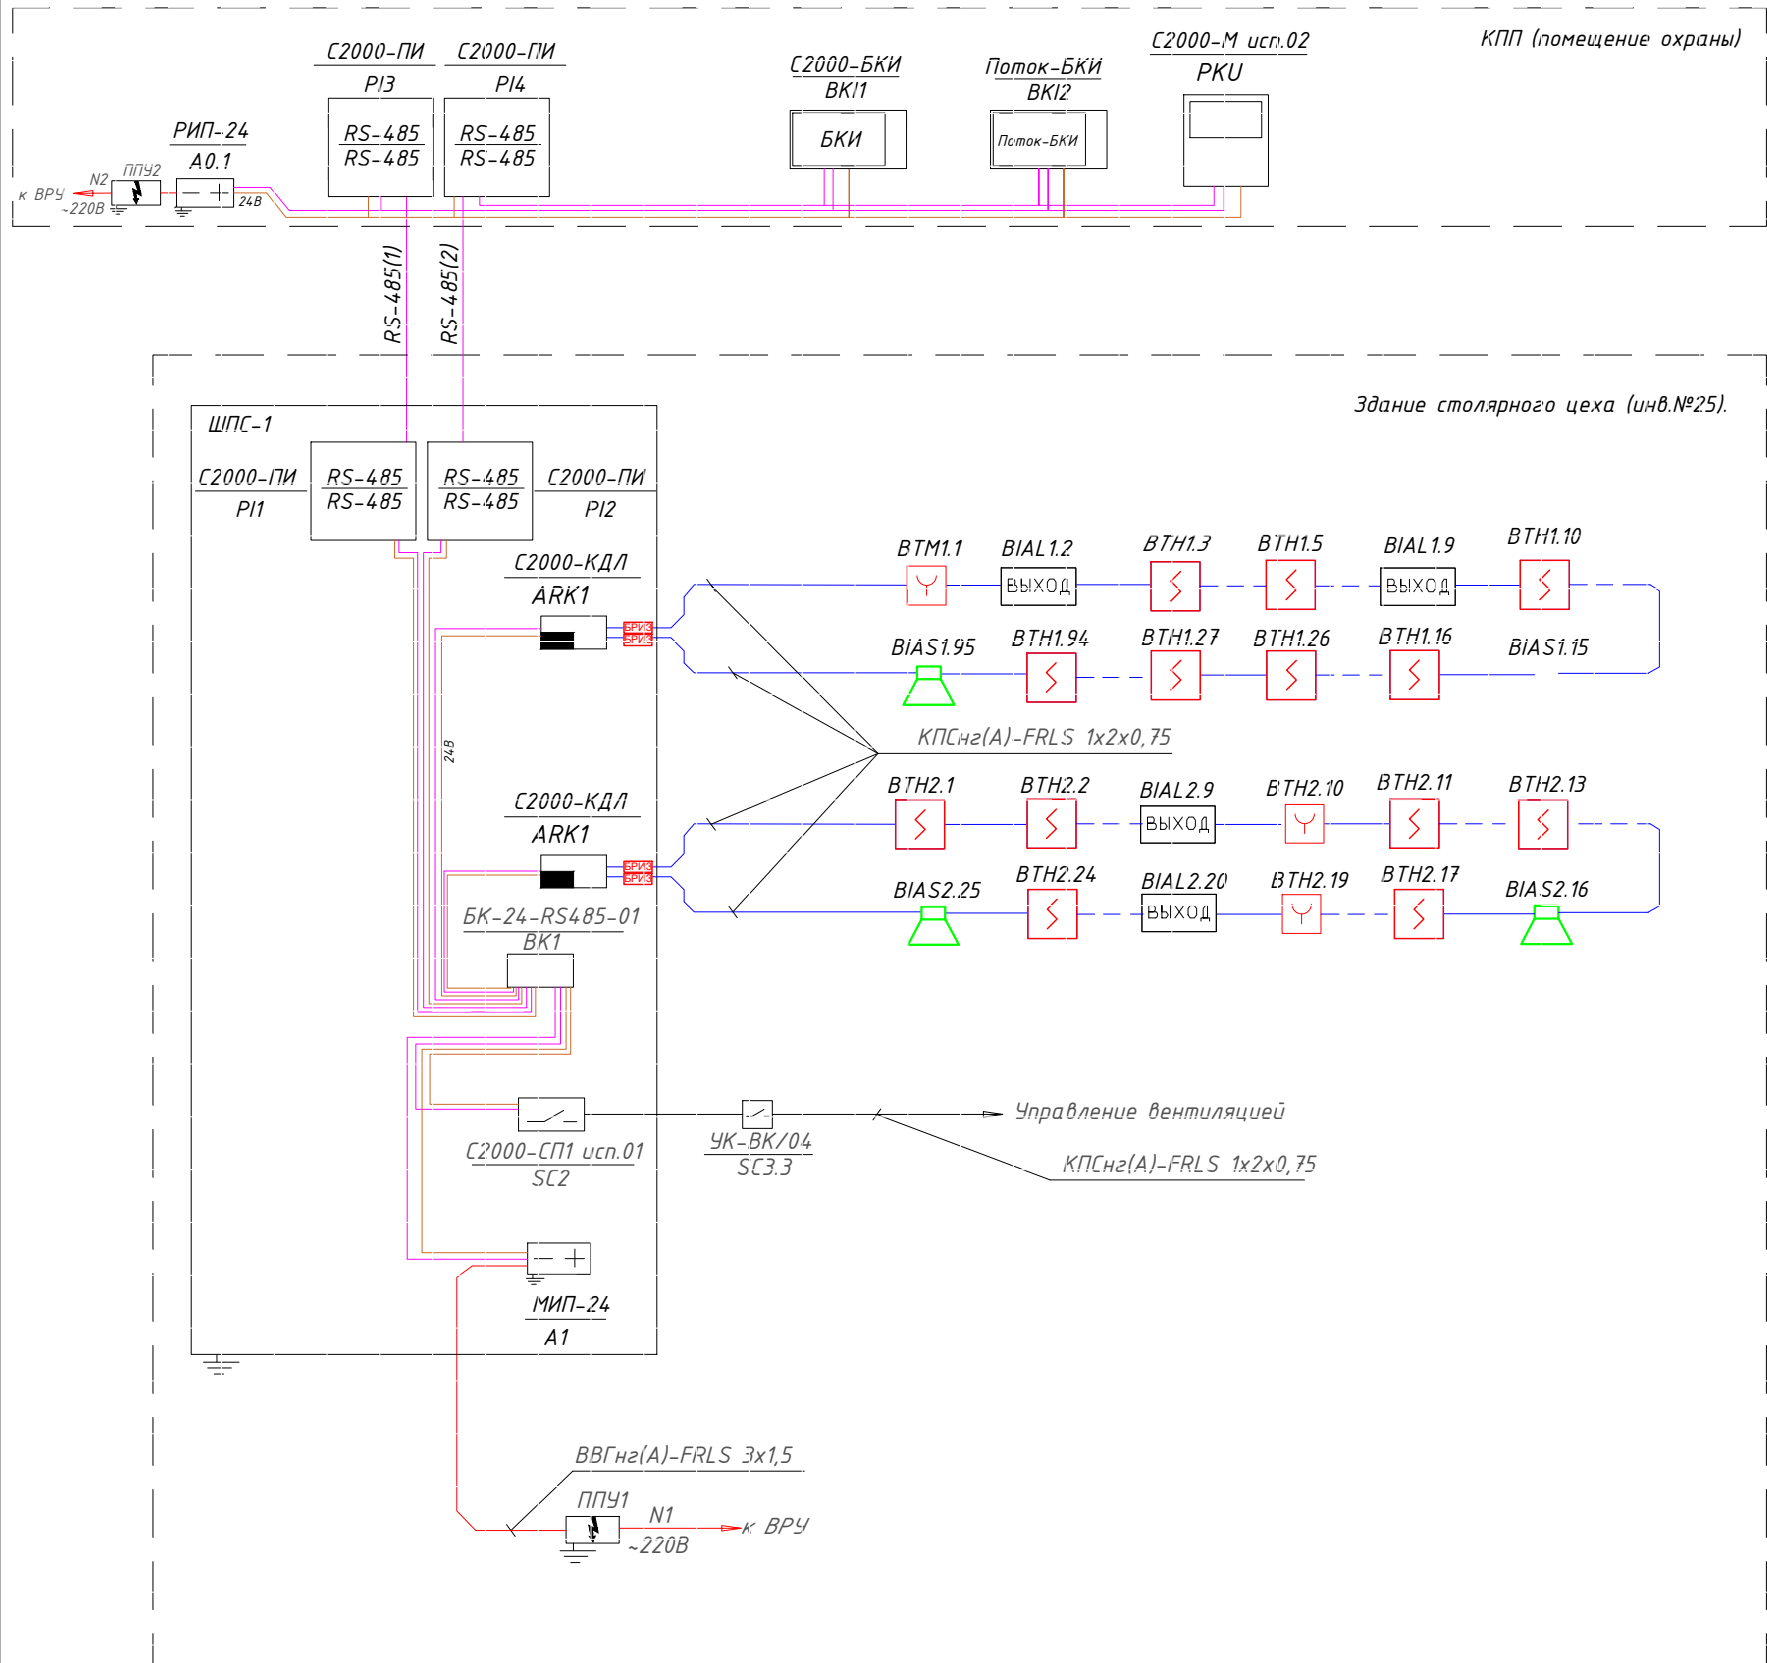 КПП (помещение охраны)
С2000-ПИ
PI3
RS-485
RS-485
С2000-ПИ
PI4
RS-485
RS-485
С2000-БКИ
BKI1
БКИ
Поток-БКИ
BKI2
Поток-БКИ
С2000-М исп.02
PKU
РИП-24
А0.1
ППУ2
N2
к ВРУ
~220В
24В
RS-485(1)
RS-485(2)
Здание столярного цеха (инв.№25).
ШПС-1
С2000-ПИ
PI1
RS-485
RS-485
RS-485
RS-485
С2000-ПИ
PI2
С2000-КДЛ
ARK1
БРИЗ
БРИЗ
BTM1.1
BIAL1.2
ВЫХОД
BTH1.3
BTH1.5
BIAL1.9
ВЫХОД
BTH1.10
BIAS1.95
BTH1.94
BTH1.27
BTH1.26
BTH1.16
BIAS1.15
КПСнг(А)-FRLS 1х2х0,75
24В
С2000-КДЛ
ARK1
БРИЗ
БРИЗ
BTH2.1
BTH2.2
BIAL2.9
ВЫХОД
BTH2.10
BTH2.11
BTH2.13
BIAS2.25
BTH2.24
BIAL2.20
ВЫХОД
BTH2.19
BTH2.17
BIAS2.16
БК-24-RS485-01
BK1
С2000-СП1 исп.01
SC2
УК-ВК/04
SC3.3
Управление вентиляцией
КПСнг(А)-FRLS 1х2х0,75
МИП-24
А1
ВВГнг(А)-FRLS 3х1,5
ППУ1
N1
~220В
к ВРУ